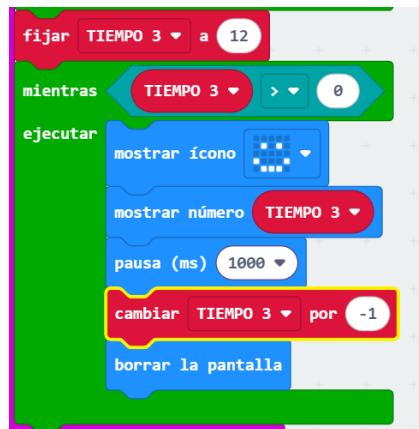 fijar TIEMPO 3 a 12
mientras TIEMPO 3 > 0
ejecutar
mostrar ícono
mostrar número TIEMPO 3
pausa (ms) 1000
cambiar TIEMPO 3 por -1
borrar la pantalla